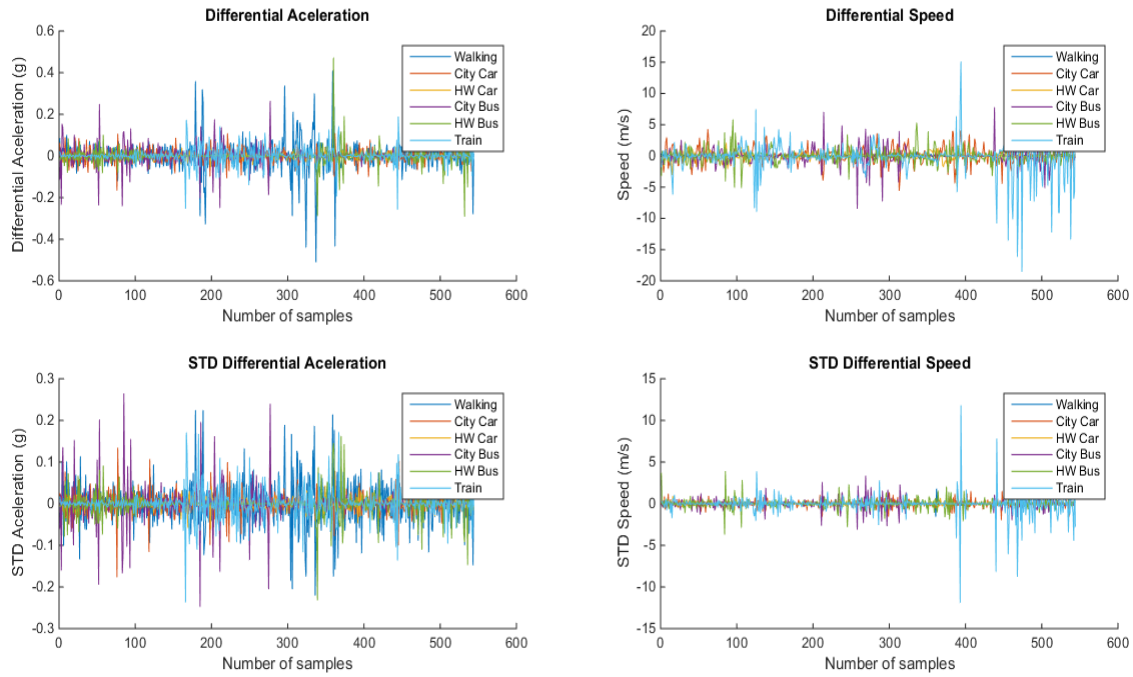 Differential Aceleration
Differential Aceleration (g)
0.6
0.4
0.2
0
-0.2
-0.4
-0.6
0
100
200
300
400
500
600
Number of samples
Walking
City Car
HW Car
City Bus
HW Bus
Train
Differential Speed
Speed (m/s)
20
15
10
5
0
-5
-10
-15
-20
0
100
200
300
400
500
600
Number of samples
Walking
City Car
HW Car
City Bus
HW Bus
Train
STD Differential Aceleration
STD Aceleration (g)
0.3
0.2
0.1
0
-0.1
-0.2
-0.3
0
100
200
300
400
500
600
Number of samples
Walking
City Car
HW Car
City Bus
HW Bus
Train
STD Differential Speed
STD Speed (m/s)
15
10
5
0
-5
-10
-15
0
100
200
300
400
500
600
Number of samples
Walking
City Car
HW Car
City Bus
HW Bus
Train